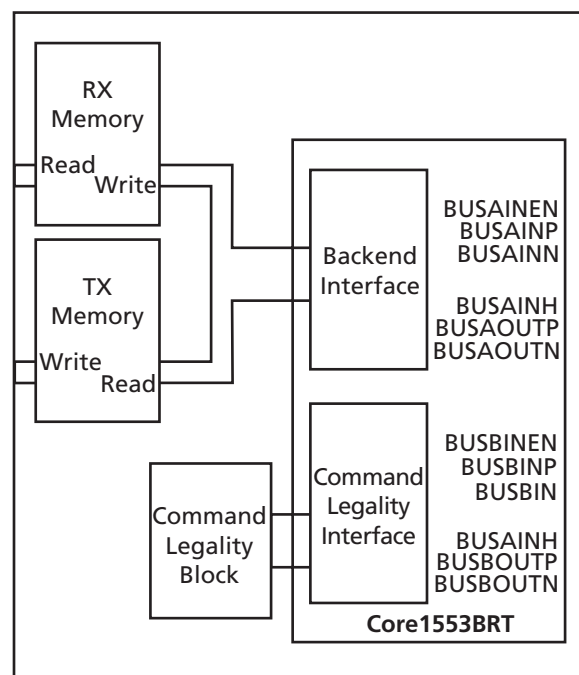 RX
Memory
Read
Write
TX
Memory
Write
Read
Backend
Interface
BUSAINEN
BUSAINP
BUSAINN
BUSAINH
BUSAOUTP
BUSAOUTN
Command
Legality
Block
Command
Legality
Interface
BUSBINEN
BUSBINP
BUSBIN
BUSAINH
BUSBOUTP
BUSBOUTN
Core1553BRT